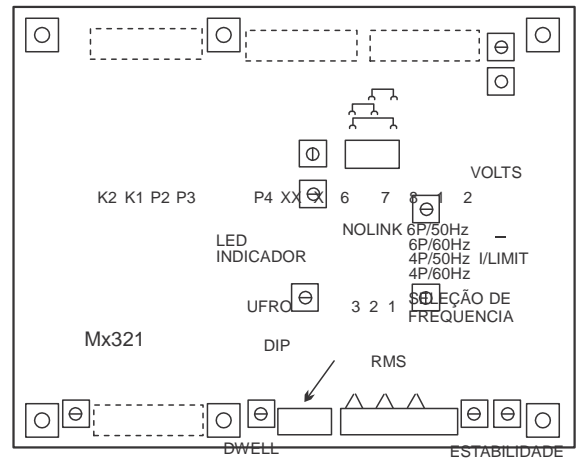 VOLTS
K2 K1 P2 P3 P4 XX X 6 7 8 1 2
NOLINK 6P/50Hz
6P/60Hz
4P/50Hz
4P/60Hz
I/LIMIT
LED
INDICADOR
SELEÇÃO DE
FREQUENCIA
UFRO
3 2 1
Mx321
DIP
RMS
DWELL
ESTABILIDADE